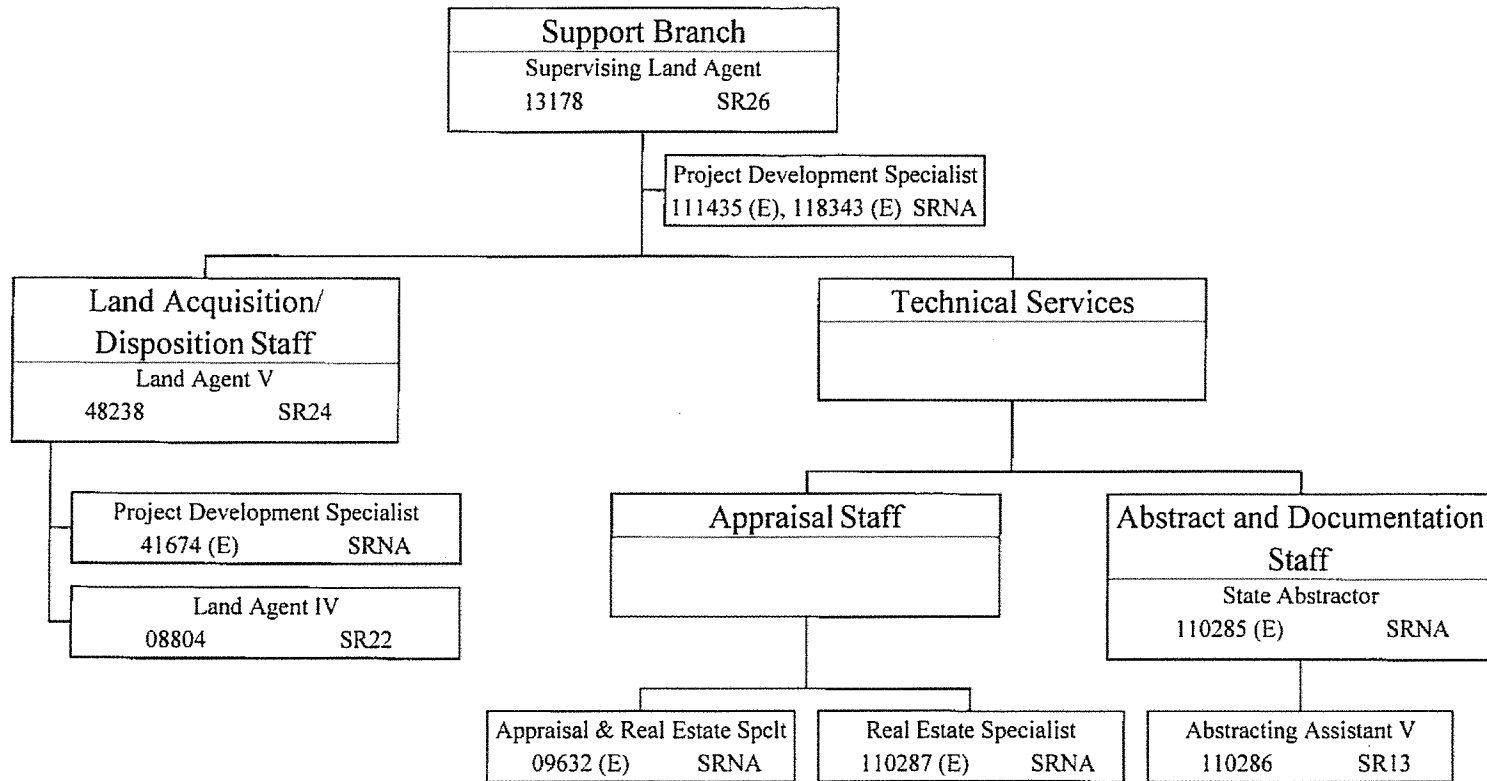 Support Branch
Supervising Land Agent
13178 SR26
Project Development Specialist
111435 (E), 118343 (E) SRNA
Land Acquisition/
Disposition Staff
Land Agent V
48238 SR24
Technical Services
Project Development Specialist
41674 (E) SRNA
Land Agent IV
08804 SR22
Appraisal Staff
Abstract and Documentation
Staff
State Abstractor
110285 (E) SRNA
Appraisal & Real Estate Spclt
09632 (E) SRNA
Real Estate Specialist
110287 (E) SRNA
Abstracting Assistant V
110286 SR13